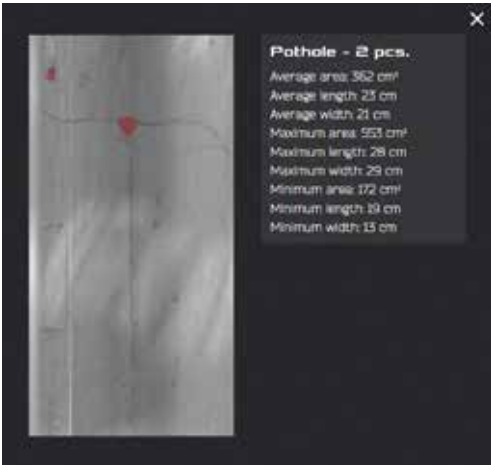 Pothole - 2 pcs.
Average area: 362 cm²
Average length: 23 cm
Average width: 21 cm
Maximum area: 553 cm²
Maximum length: 28 cm
Maximum width: 29 cm
Minimum area: 172 cm²
Minimum length: 19 cm
Minimum width: 13 cm